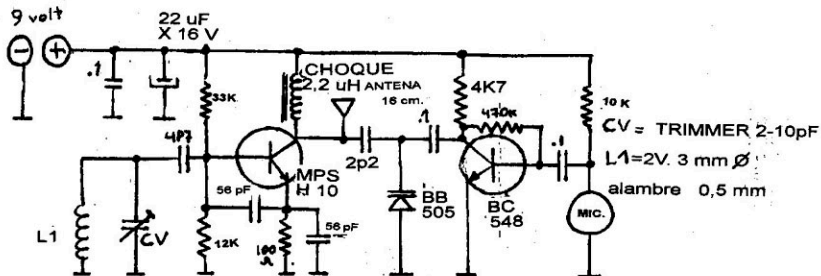 9 volt
22 uF
X 16 V
.1
33K
CHOQUE
2,2 uH
ANTENA
16 cm.
4K7
470k
10K
.1
.1
4P7
2p2
MPS
H 10
56 pF
56 pF
BB
505
BC
548
MIC.
L1
CV
12K
100
Ω
CV = TRIMMER 2-10pF
L1=2V. 3 mm Ø
alambre 0,5 mm